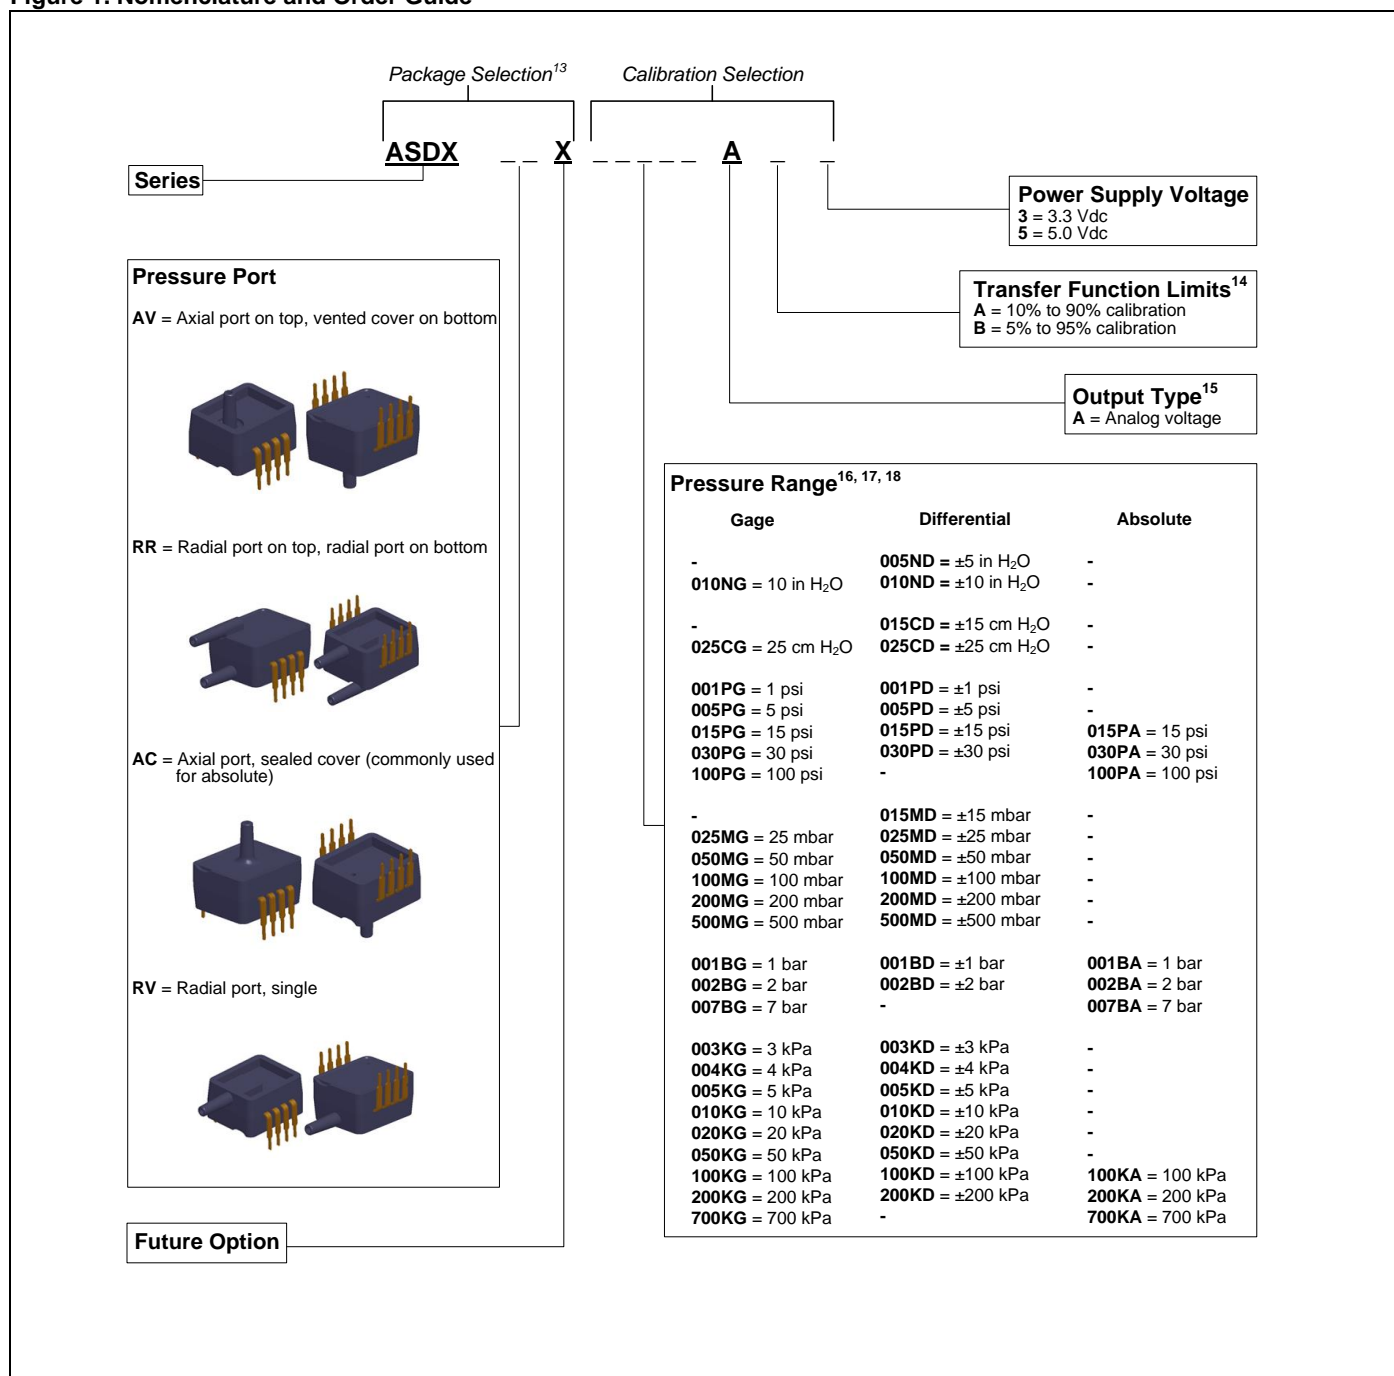 Figure 1. Nomenclature and Order Guide
Package Selection13 Calibration Selection
ASDX _ _ X _ _ _ _ _ A _ _
Series
Power Supply Voltage
3 = 3.3 Vdc
5 = 5.0 Vdc
Transfer Function Limits14
A = 10% to 90% calibration
B = 5% to 95% calibration
Output Type15
A = Analog voltage
Pressure Port
AV = Axial port on top, vented cover on bottom
RR = Radial port on top, radial port on bottom
AC = Axial port, sealed cover (commonly used
for absolute)
RV = Radial port, single
Future Option
Pressure Range16, 17, 18
Gage Differential Absolute
- 005ND = ±5 in H2O -
010NG = 10 in H2O 010ND = ±10 in H2O -
- 015CD = ±15 cm H2O -
025CG = 25 cm H2O 025CD = ±25 cm H2O -
001PG = 1 psi 001PD = ±1 psi -
005PG = 5 psi 005PD = ±5 psi -
015PG = 15 psi 015PD = ±15 psi 015PA = 15 psi
030PG = 30 psi 030PD = ±30 psi 030PA = 30 psi
100PG = 100 psi - 100PA = 100 psi
- 015MD = ±15 mbar -
025MG = 25 mbar 025MD = ±25 mbar -
050MG = 50 mbar 050MD = ±50 mbar -
100MG = 100 mbar 100MD = ±100 mbar -
200MG = 200 mbar 200MD = ±200 mbar -
500MG = 500 mbar 500MD = ±500 mbar -
001BG = 1 bar 001BD = ±1 bar 001BA = 1 bar
002BG = 2 bar 002BD = ±2 bar 002BA = 2 bar
007BG = 7 bar - 007BA = 7 bar
003KG = 3 kPa 003KD = ±3 kPa -
004KG = 4 kPa 004KD = ±4 kPa -
005KG = 5 kPa 005KD = ±5 kPa -
010KG = 10 kPa 010KD = ±10 kPa -
020KG = 20 kPa 020KD = ±20 kPa -
050KG = 50 kPa 050KD = ±50 kPa -
100KG = 100 kPa 100KD = ±100 kPa 100KA = 100 kPa
200KG = 200 kPa 200KD = ±200 kPa 200KA = 200 kPa
700KG = 700 kPa - 700KA = 700 kPa